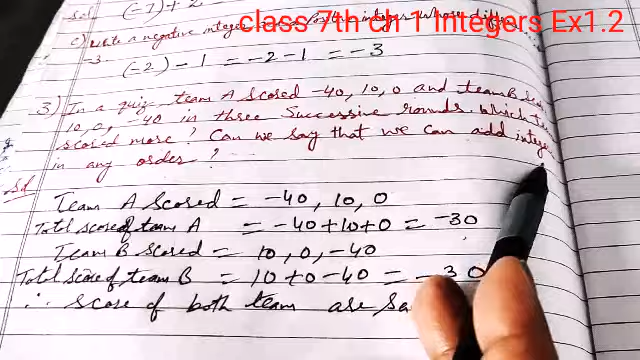 class 7th ch 1 Integers Ex1.2
Sol (-7) + 2
c) Write a negative integer
-3
(-2) - 1 = -2 - 1 = -3
3) In a quiz, team A scored -40, 10, 0 and team B
10, 0, -40 in three successive rounds. Which
scored more? Can we say that we can add integer
in any order?
Sol
Team A scored = -40, 10, 0
Total score of team A = -40+10+0 = -30
Team B scored = 10, 0, -40
Total score of team B = 10+0-40 = -30
∴ Score of both team are